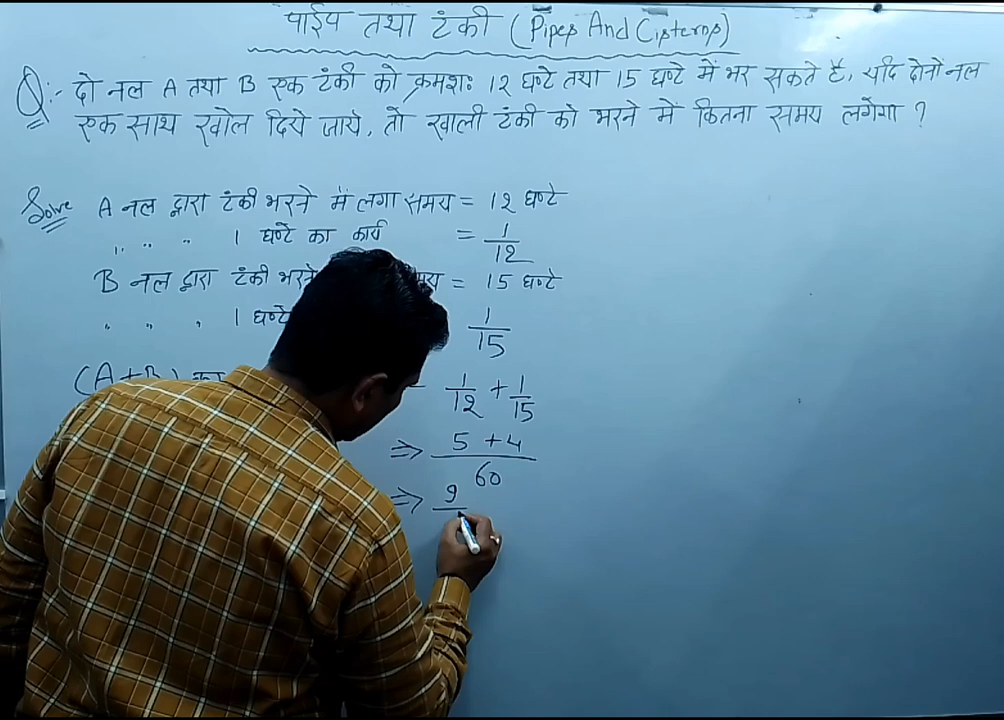 पाईप तथा टंकी (Pipes And Cisterns)
Q:- दो नल A तथा B एक टंकी को क्रमशः 12 घण्टे तथा 15 घण्टे में भर सकते है, यदि दोनों नल
एक साथ खोल दिये जाये, तो खाली टंकी को भरने में कितना समय लगेगा ?
Solve A नल द्वारा टंकी भरने में लगा समय = 12 घण्टे
,, ,, ,, 1 घण्टे का कार्य = 1/12
B नल द्वारा टंकी भरने = 15 घण्टे
,, ,, ,, 1 घण्टे 1/15
(A+B) का 1/12 + 1/15
⇒ 5 + 4 / 60
⇒ 9